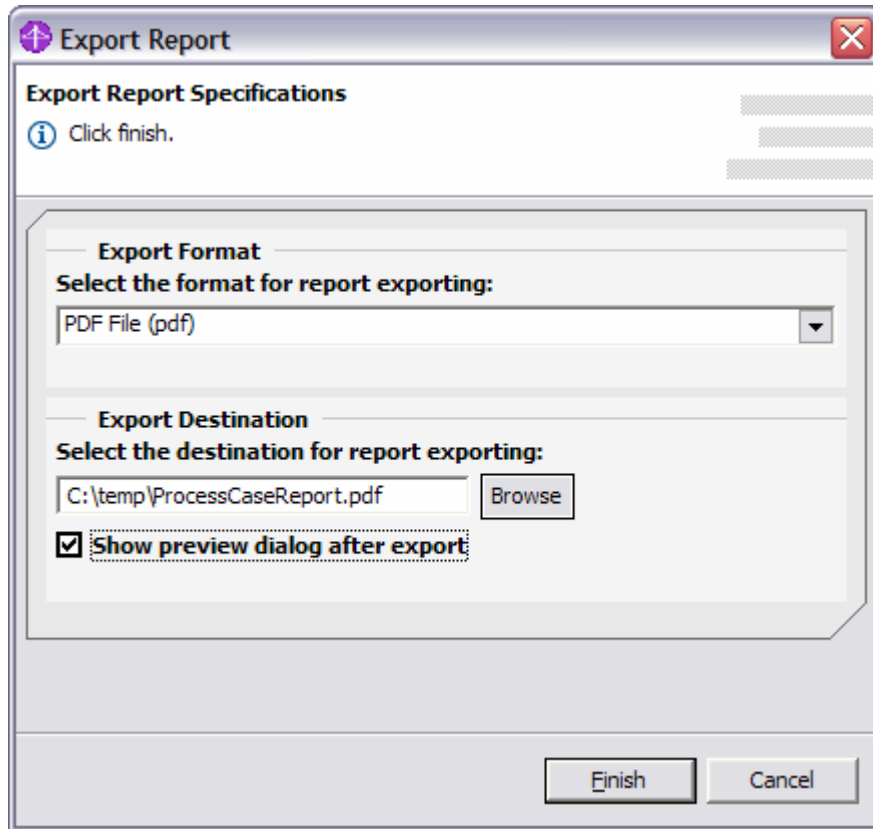 Export Report
Export Report Specifications
Click finish.
Export Format
Select the format for report exporting:
PDF File (pdf)
Export Destination
Select the destination for report exporting:
C:\temp\ProcessCaseReport.pdf
Browse
Show preview dialog after export
Finish
Cancel